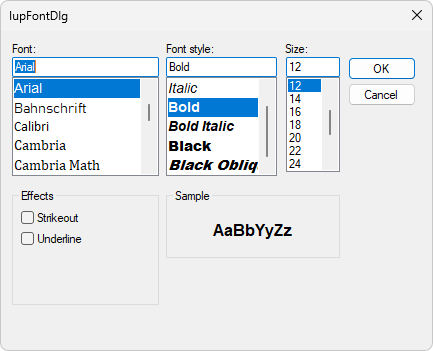 IupFontDlg
Font:
Font style:
Size:
Arial
Bold
12
OK
Arial
Bahnschrift
Calibri
Cambria
Cambria Math
Italic
Bold
Bold Italic
Black
Black Obliq
12
14
16
18
20
22
24
Cancel
Effects
Strikeout
Underline
Sample
AaBbYyZz